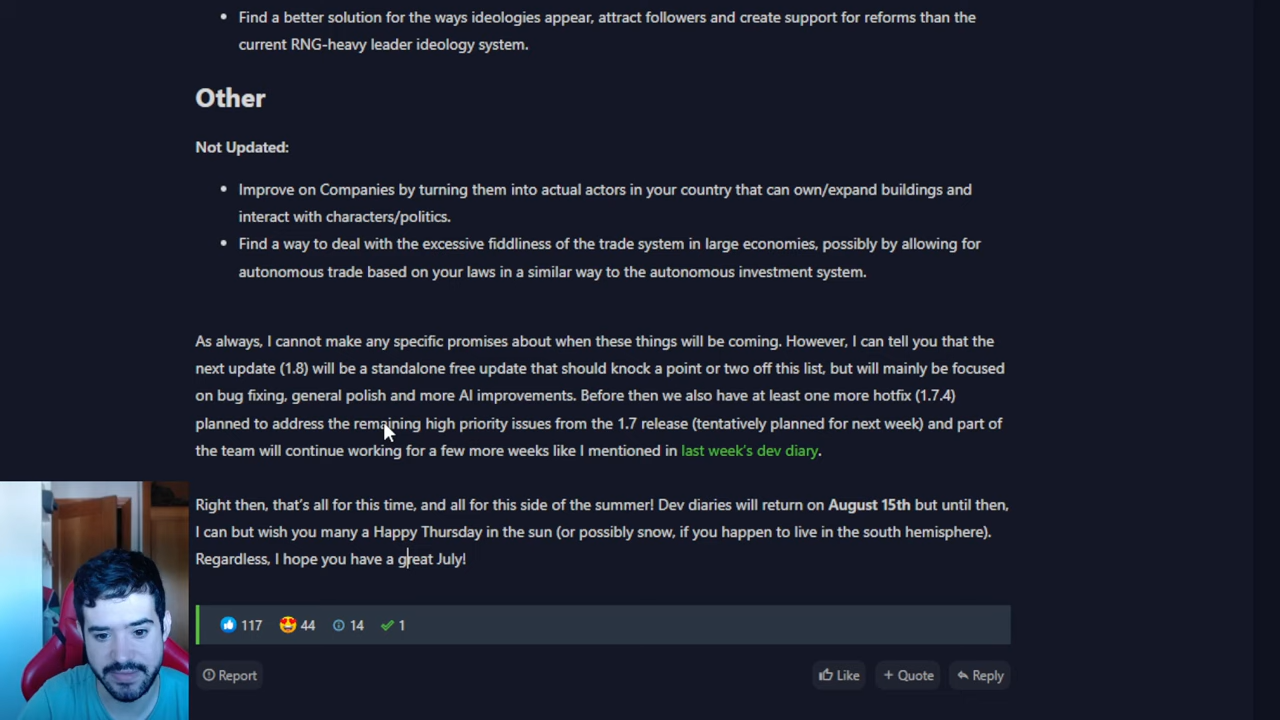 Find a better solution for the ways ideologies appear, attract followers and create support for reforms than the
current RNG-heavy leader ideology system.
Other
Not Updated:
Improve on Companies by turning them into actual actors in your country that can own/expand buildings and
interact with characters/politics.
Find a way to deal with the excessive fiddliness of the trade system in large economies, possibly by allowing for
autonomous trade based on your laws in a similar way to the autonomous investment system.
As always, I cannot make any specific promises about when these things will be coming. However, I can tell you that the
next update (1.8) will be a standalone free update that should knock a point or two off this list, but will mainly be focused
on bug fixing, general polish and more AI improvements. Before then we also have at least one more hotfix (1.7.4)
planned to address the remaining high priority issues from the 1.7 release (tentatively planned for next week) and part of
the team will continue working for a few more weeks like I mentioned in last week's dev diary.
Right then, that's all for this time, and all for this side of the summer! Dev diaries will return on August 15th but until then,
I can but wish you many a Happy Thursday in the sun (or possibly snow, if you happen to live in the south hemisphere).
Regardless, I hope you have a great July!
117 44 14 1
Report Like + Quote Reply